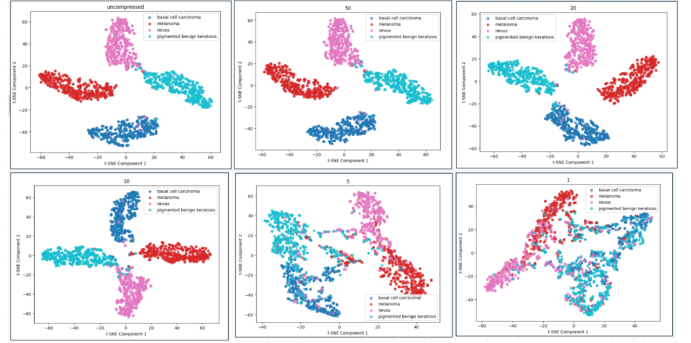 uncompressed
basal cell carcinoma
melanoma
nevus
pigmented benign keratosis
t-SNE Component 2
t-SNE Component 1
50
basal cell carcinoma
melanoma
nevus
pigmented benign keratosis
t-SNE Component 2
t-SNE Component 1
20
basal cell carcinoma
melanoma
nevus
pigmented benign keratosis
t-SNE Component 2
t-SNE Component 1
10
basal cell carcinoma
melanoma
nevus
pigmented benign keratosis
t-SNE Component 2
t-SNE Component 1
5
basal cell carcinoma
melanoma
nevus
pigmented benign keratosis
t-SNE Component 2
t-SNE Component 1
1
basal cell carcinoma
melanoma
nevus
pigmented benign keratosis
t-SNE Component 2
t-SNE Component 1